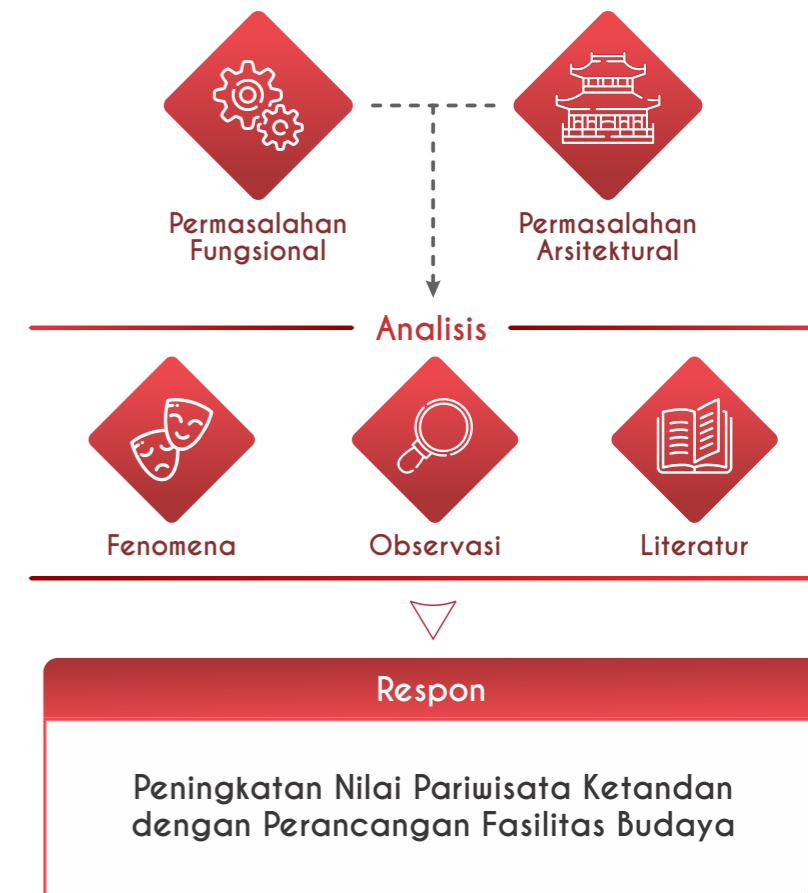 Permasalahan
Fungsional
Permasalahan
Arsitektural
Analisis
Fenomena
Observasi
Literatur
Respon
Peningkatan Nilai Pariwisata Ketandan
dengan Perancangan Fasilitas Budaya